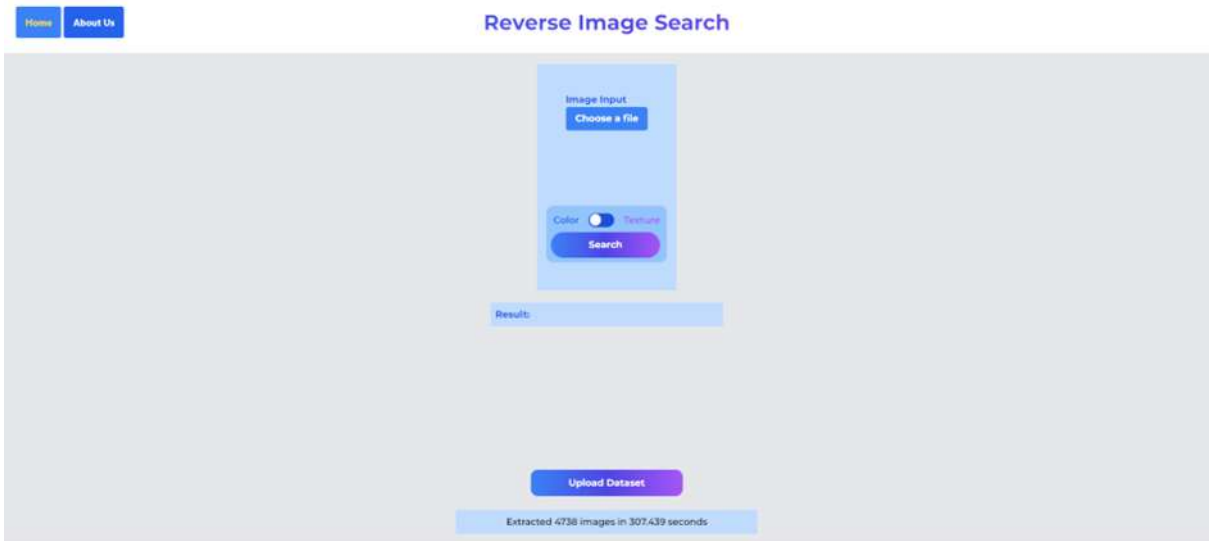 Home About Us
Reverse Image Search
Image Input
Choose a file
Color Texture
Search
Result:
Upload Dataset
Extracted 4738 images in 307.439 seconds